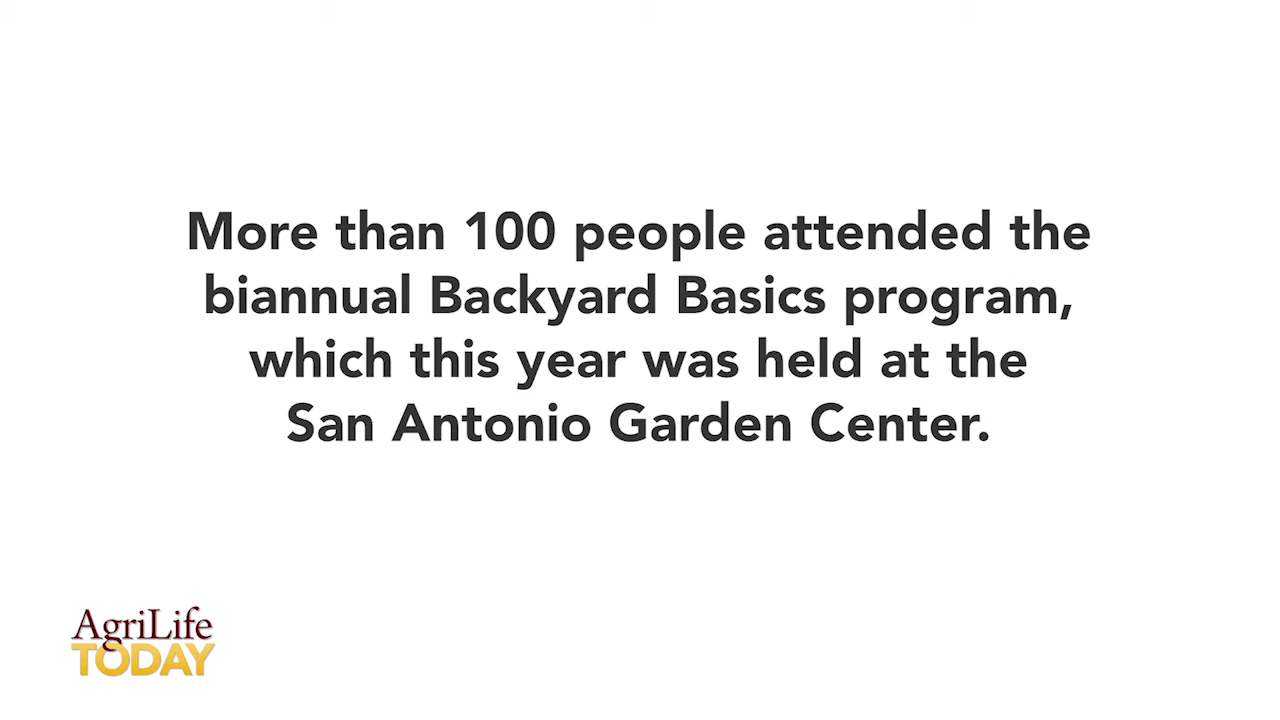 More than 100 people attended the
biannual Backyard Basics program,
which this year was held at the
San Antonio Garden Center.
AgriLife
TODAY